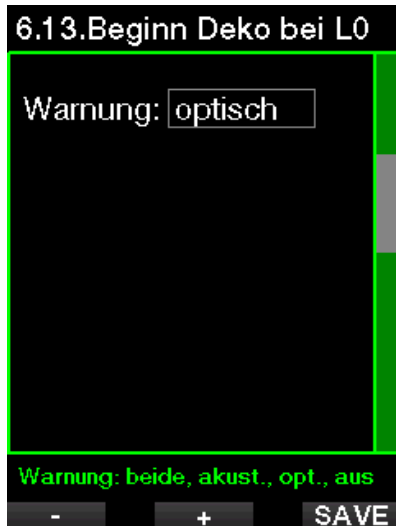 6.13.Beginn Deko bei L0
Warnung: optisch
Warnung: beide, akust., opt., aus
- + SAVE